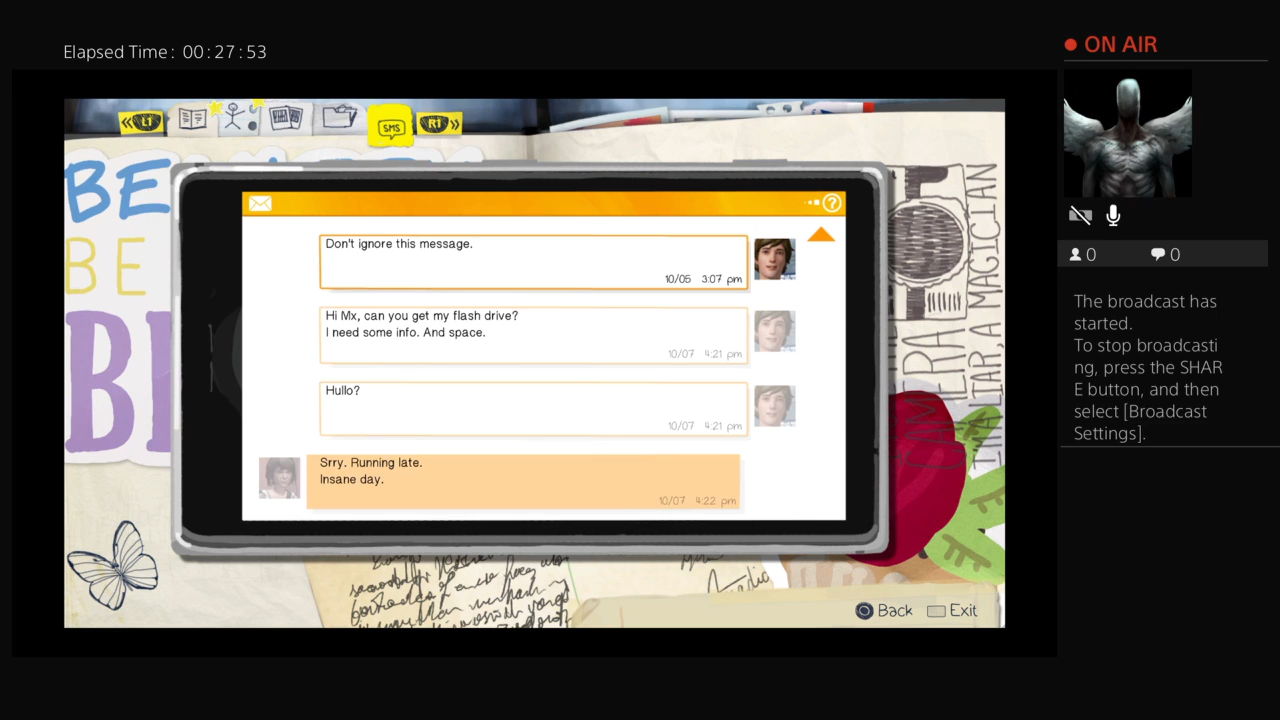 Elapsed Time: 00:27:53
ON AIR
L1
SMS
R1
BE
BE
B
?
Don't ignore this message.
10/05 3:07 pm
Hi Mx, can you get my flash drive?
I need some info. And space.
10/07 4:21 pm
Hullo?
10/07 4:21 pm
Srry. Running late.
Insane day.
10/07 4:22 pm
A MAGICIAN
Back
Exit
0
0
The broadcast has
started.
To stop broadcasti
ng, press the SHAR
E button, and then
select [Broadcast
Settings].